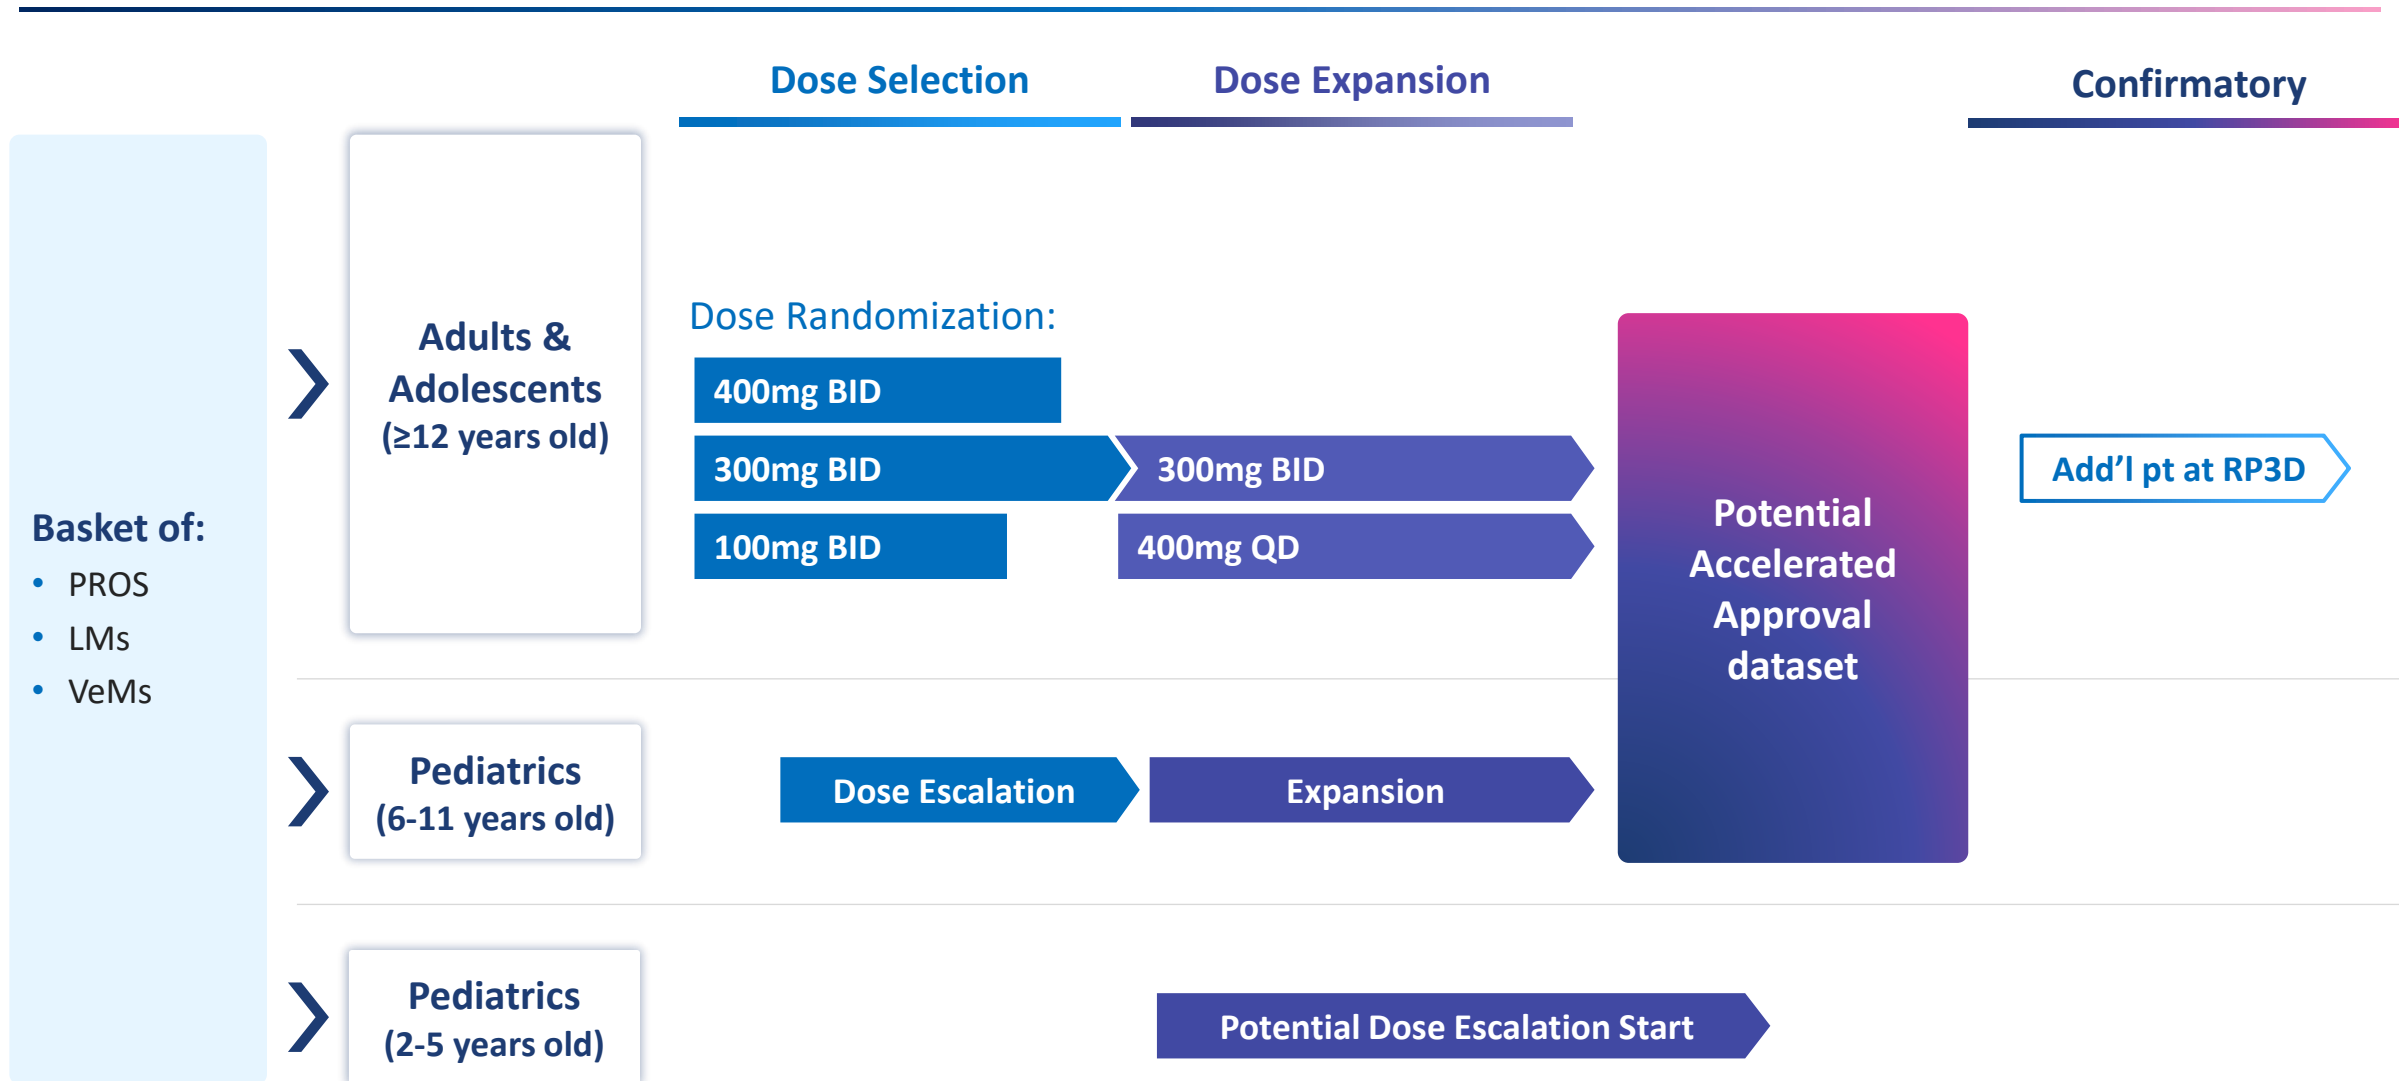 Dose Selection
Dose Expansion
Confirmatory
Basket of:
• PROS
• LMs
• VeMs
Adults &
Adolescents
(≥12 years old)
Dose Randomization:
400mg BID
300mg BID
300mg BID
100mg BID
400mg QD
Potential
Accelerated
Approval
dataset
Add’l pt at RP3D
Pediatrics
(6-11 years old)
Dose Escalation
Expansion
Pediatrics
(2-5 years old)
Potential Dose Escalation Start